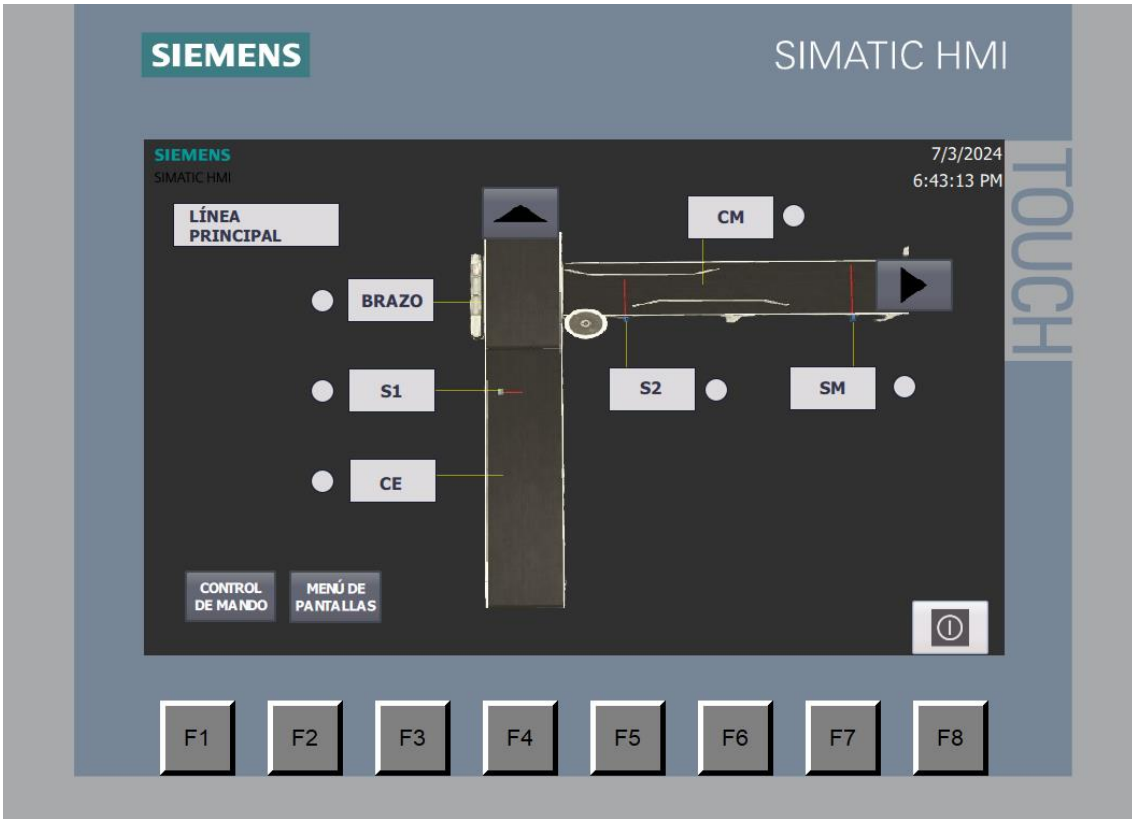 SIEMENS
SIMATIC HMI
TOUCH
SIEMENS
SIMATIC HMI
7/3/2024
6:43:13 PM
LÍNEA
PRINCIPAL
CM
BRAZO
S1
S2
SM
CE
CONTROL
DE MANDO
MENÚ DE
PANTALLAS
F1
F2
F3
F4
F5
F6
F7
F8